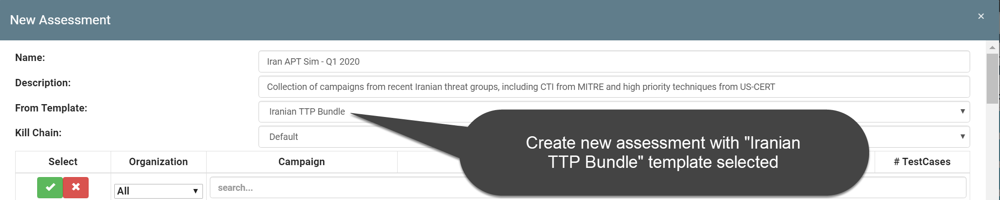 New Assessment
×
Name:
Iran APT Sim - Q1 2020
Description:
Collection of campaigns from recent Iranian threat groups, including CTI from MITRE and high priority techniques from US-CERT
From Template:
Iranian TTP Bundle
Kill Chain:
Default
Create new assessment with "Iranian
TTP Bundle" template selected
Select
Organization
Campaign
# TestCases
All
search...